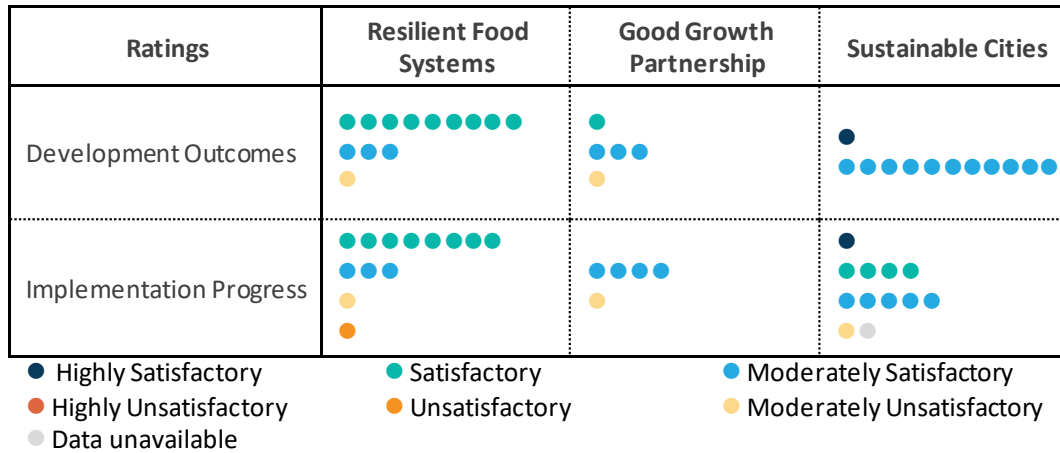 Ratings
Resilient Food
Systems
Good Growth
Partnership
Sustainable Cities
Development Outcomes
Implementation Progress
Highly Satisfactory
Satisfactory
Moderately Satisfactory
Highly Unsatisfactory
Unsatisfactory
Moderately Unsatisfactory
Data unavailable